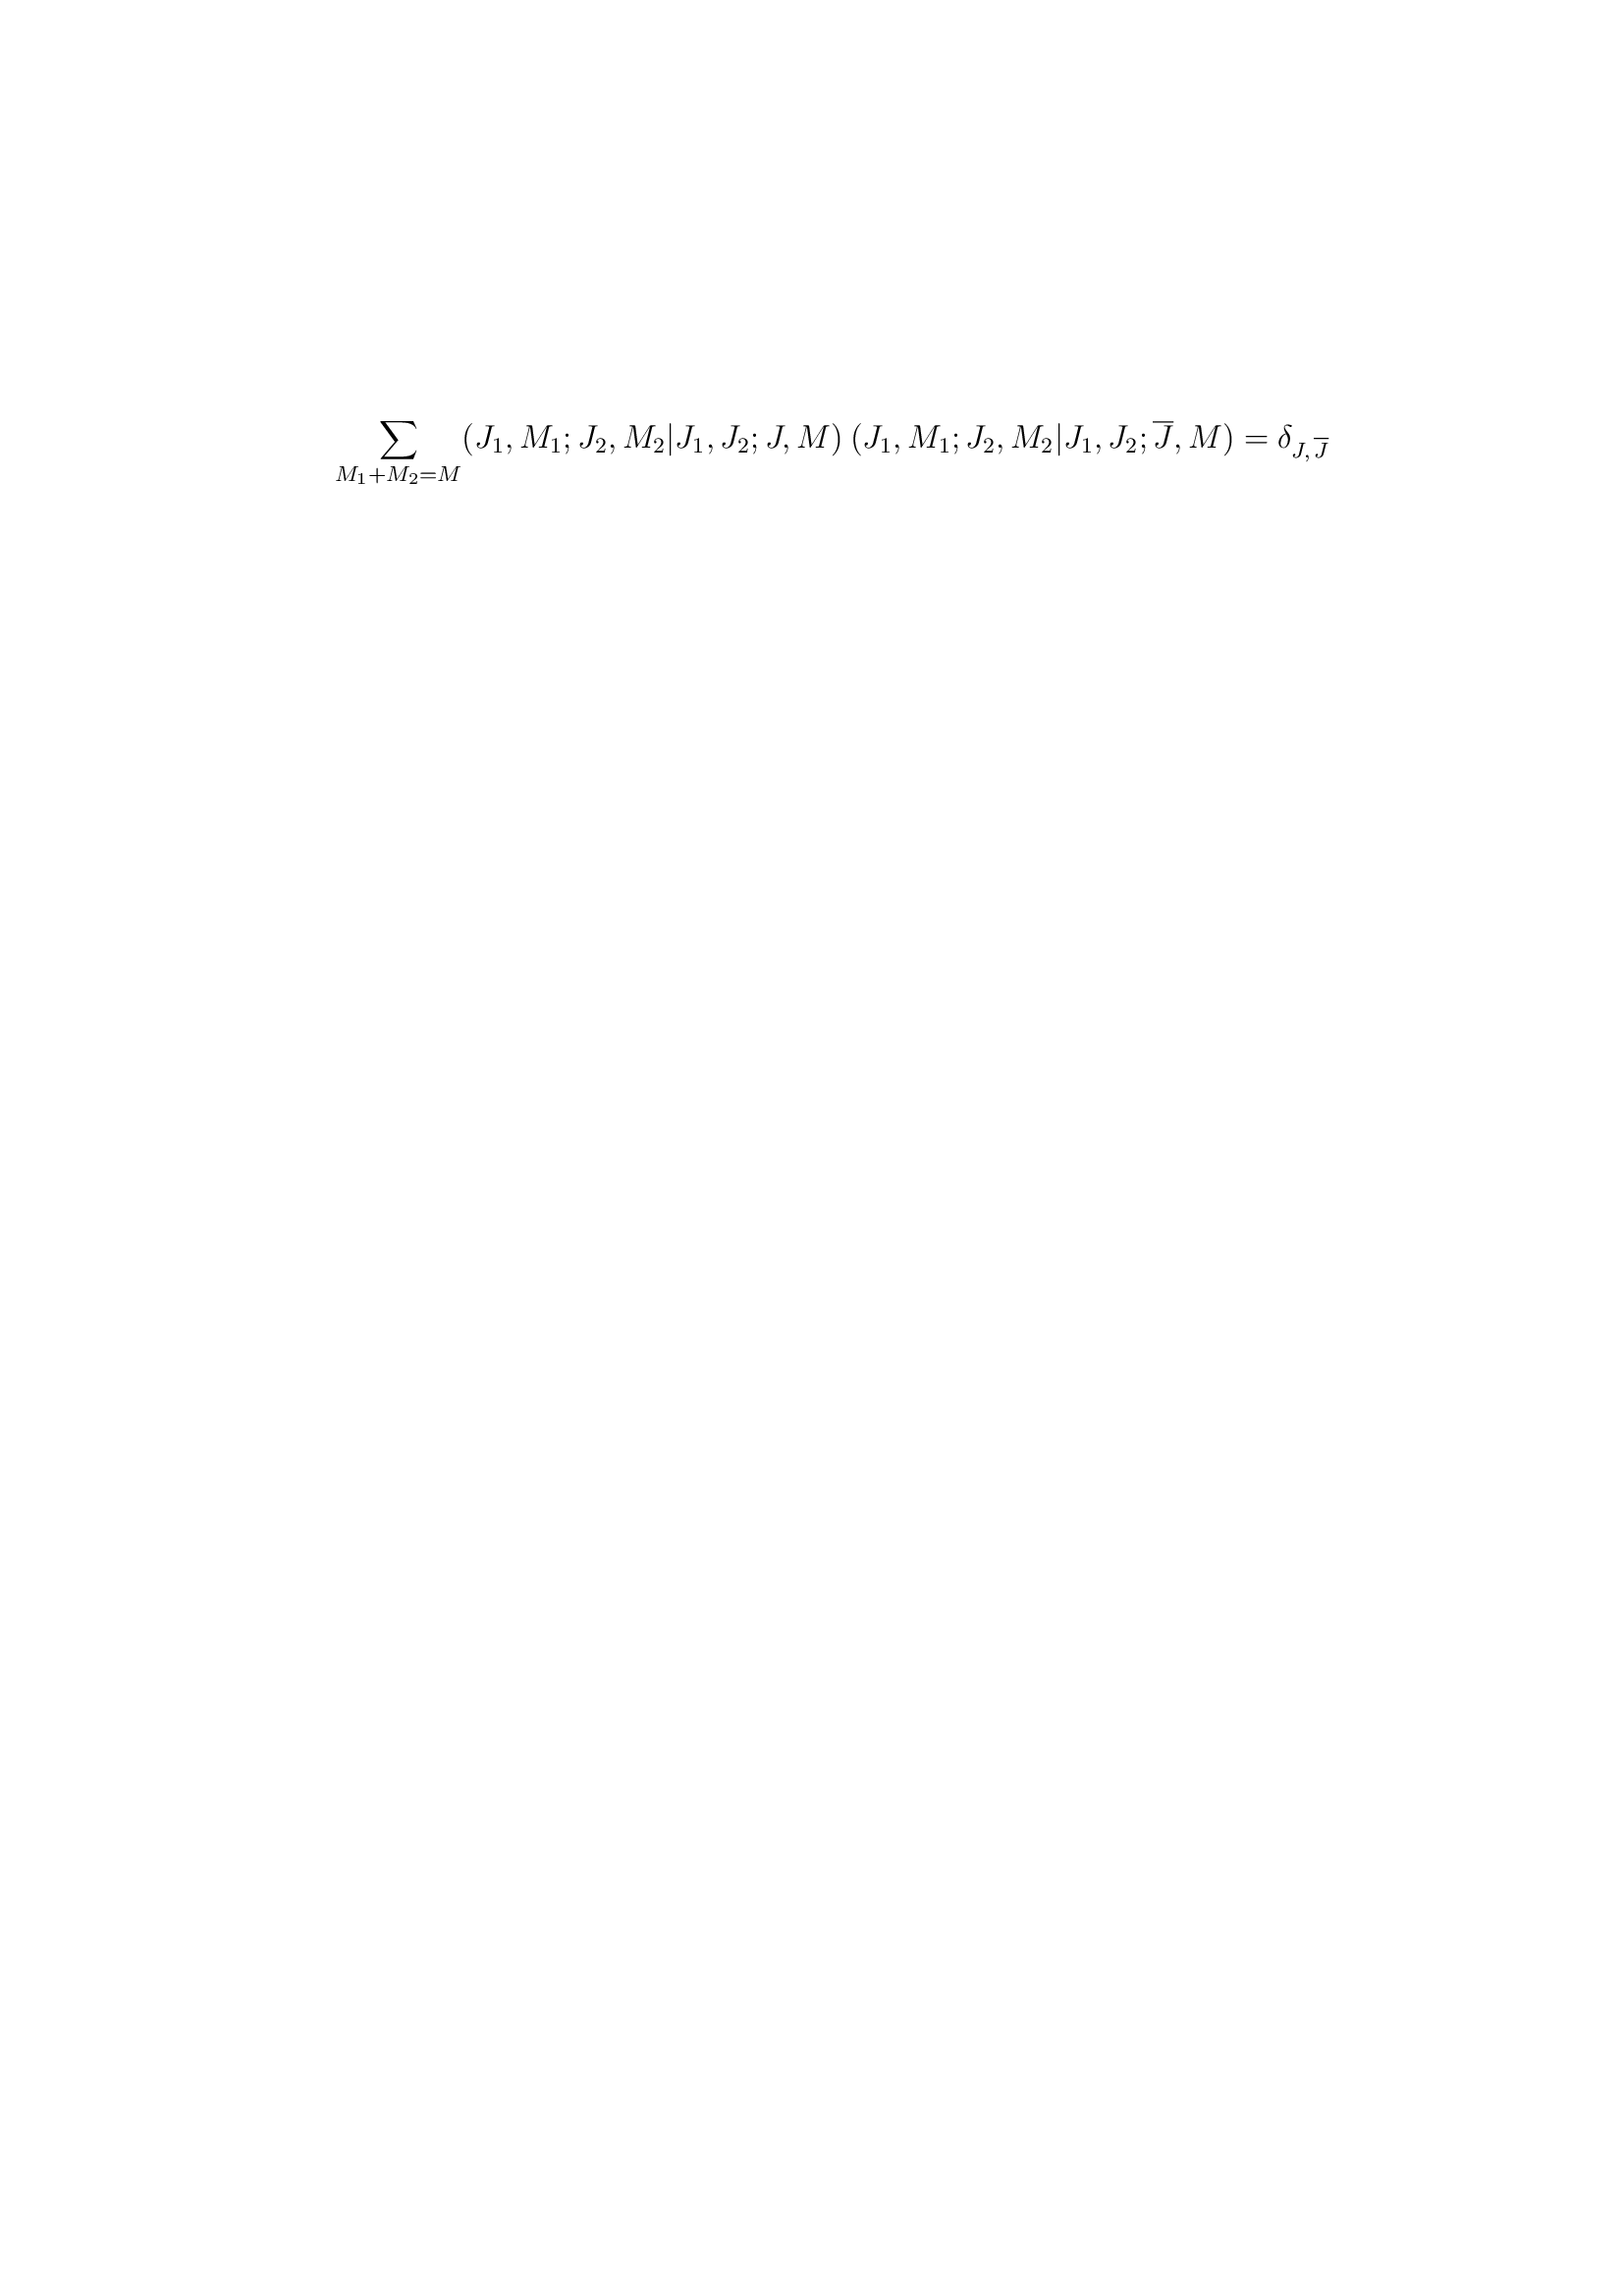 $$\sum_{M_1+M_2=M} (J_1, M_1; J_2, M_2 | J_1, J_2; J, M) \, (J_1, M_1; J_2, M_2 | J_1, J_2; \overline{J}, M) = \delta_{J,\overline{J}}$$